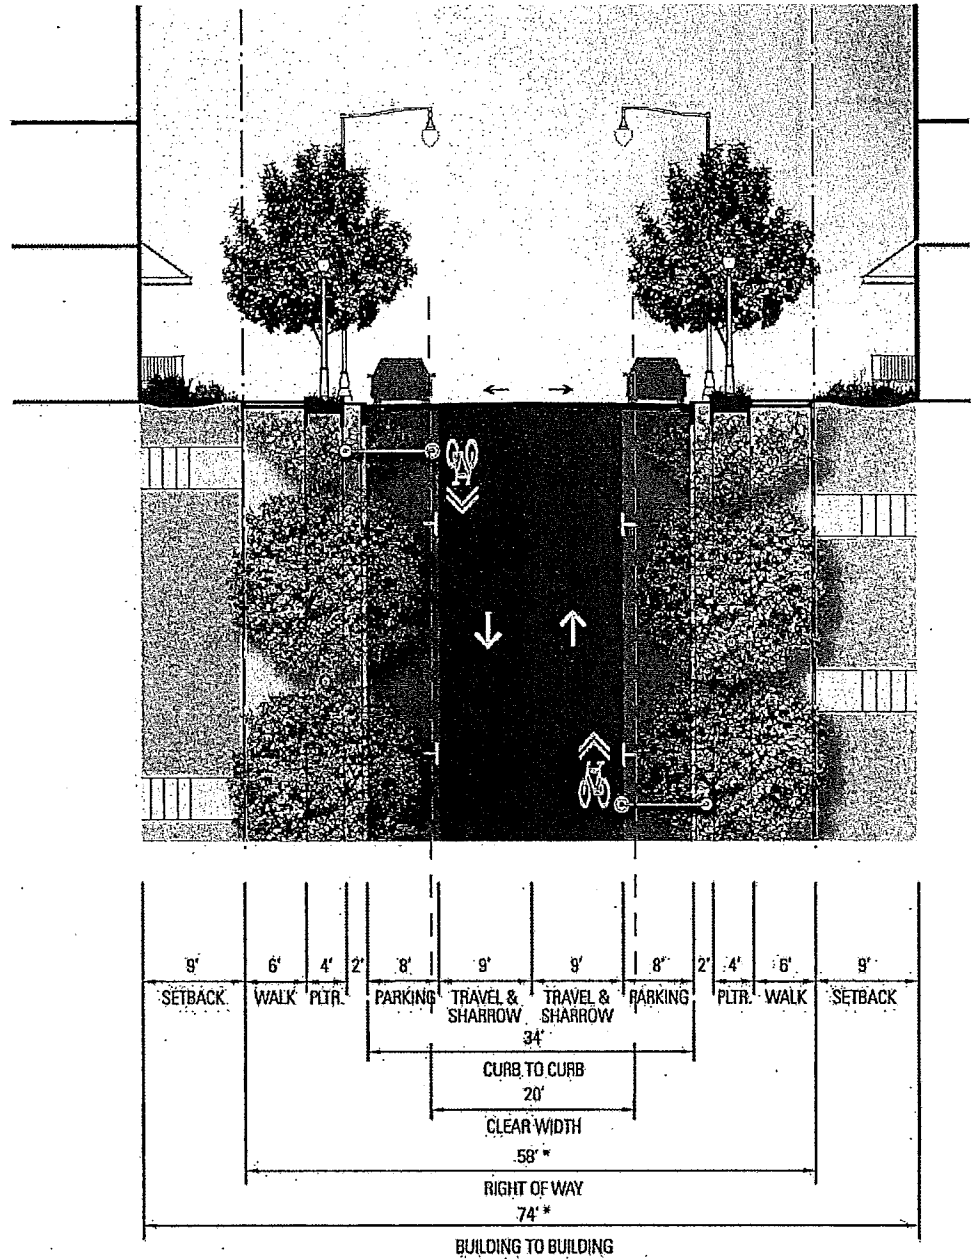 9' 6' 4' 2' 8' 9' 9' 8' 2' 4' 6' 9'
SETBACK WALK PLTR. PARKING TRAVEL & SHARROW TRAVEL & SHARROW PARKING PLTR. WALK SETBACK
34'
CURB TO CURB
20'
CLEAR WIDTH
58' *
RIGHT OF WAY
74' *
BUILDING TO BUILDING